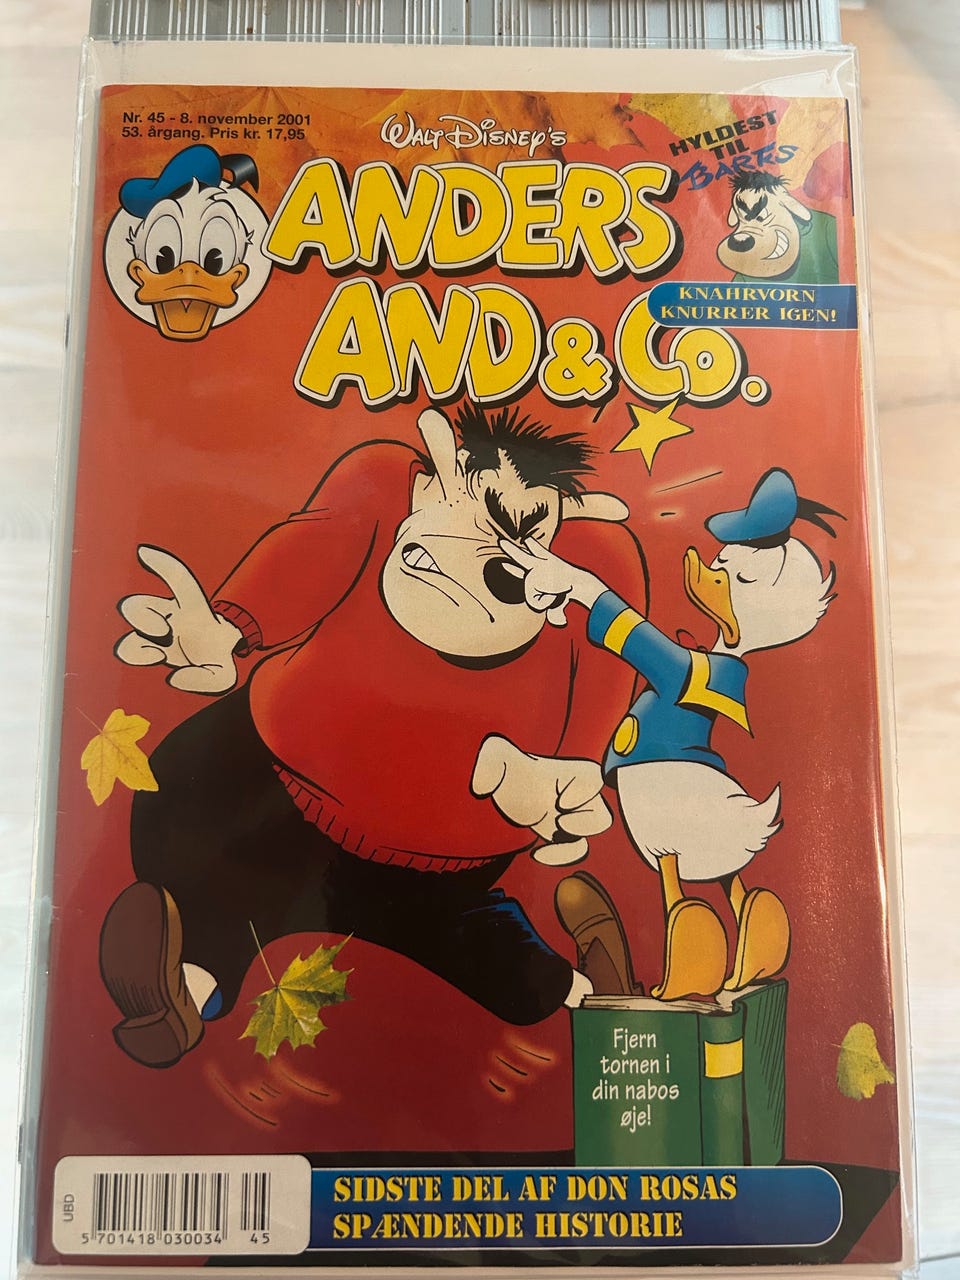 Nr. 45 - 8. november 2001
53. årgang. Pris kr. 17,95
WALT DISNEY'S
ANDERS
AND & CO.
HYLDEST
TIL
BARKS
KNAHRVORN
KNURRER IGEN!
Fjern
tornen i
din nabos
øje!
UBD
5 701418 030034 45
SIDSTE DEL AF DON ROSAS
SPÆNDENDE HISTORIE